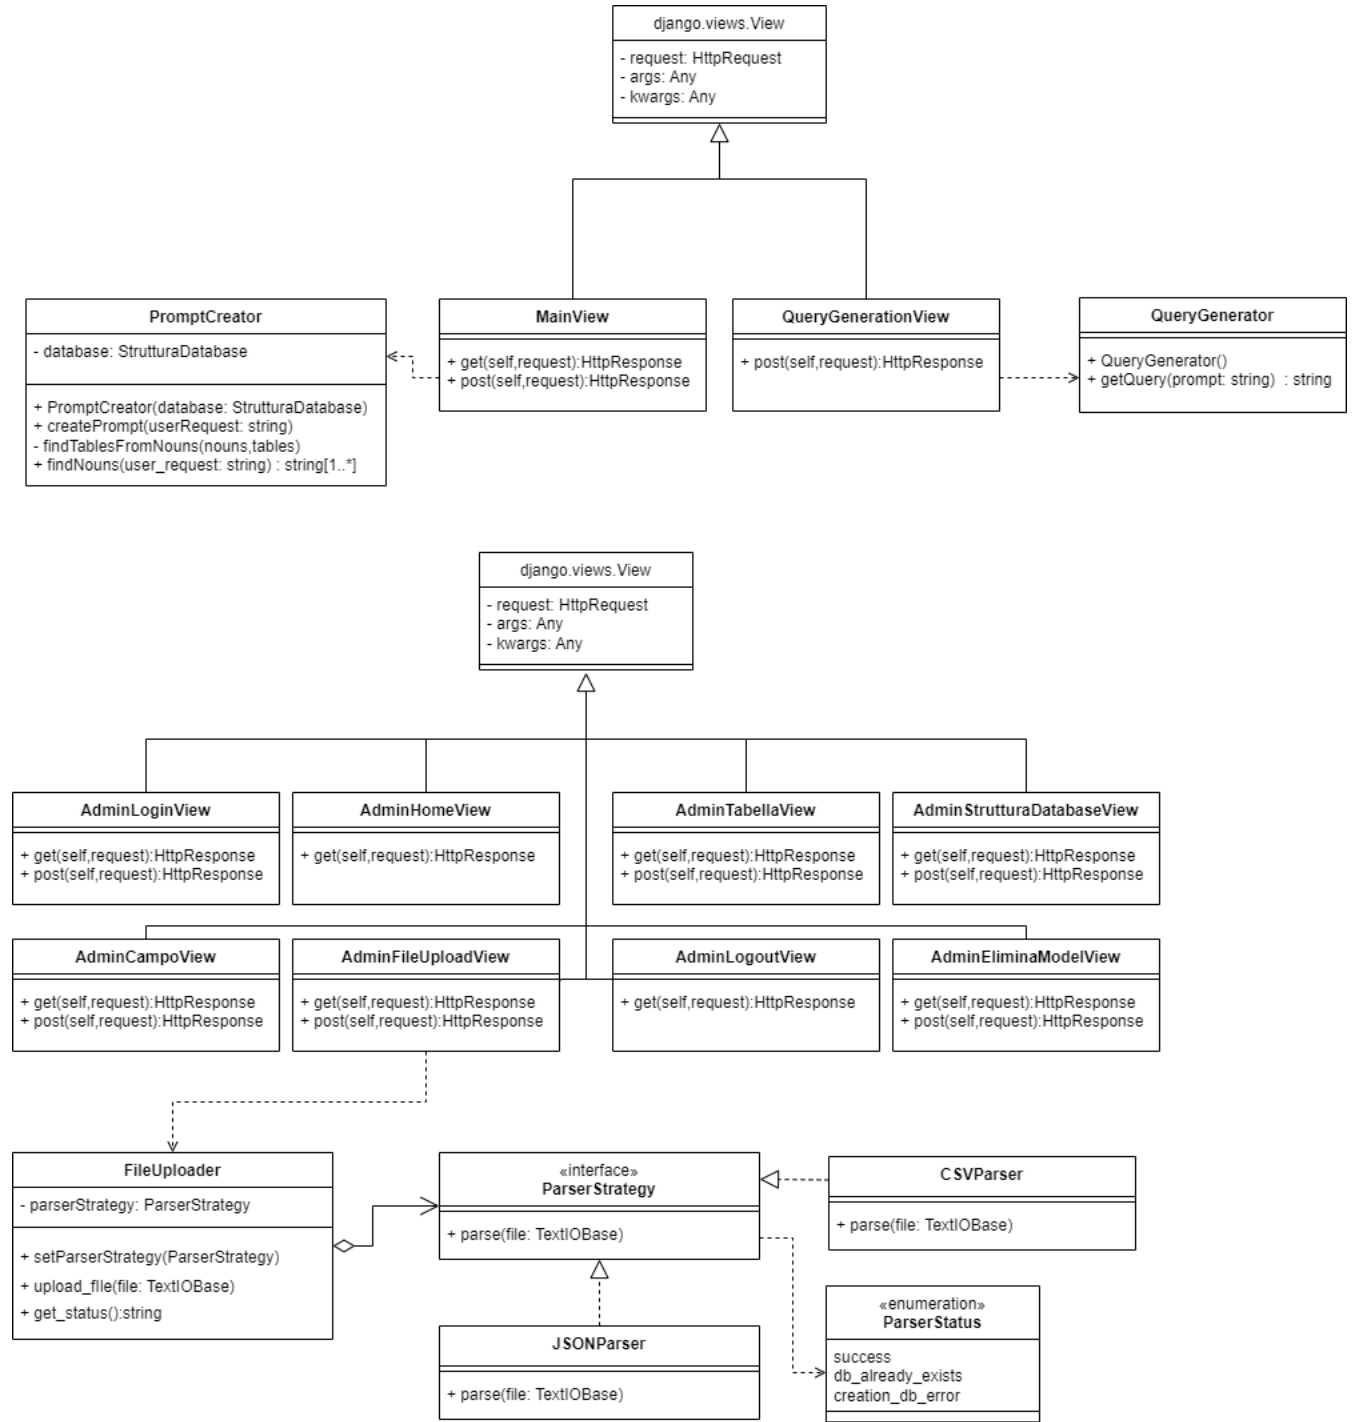 django.views.View
- request: HttpRequest
- args: Any
- kwargs: Any
PromptCreator
- database: StrutturaDatabase
+ PromptCreator(database: StrutturaDatabase)
+ createPrompt(userRequest: string)
- findTablesFromNouns(nouns,tables)
+ findNouns(user_request: string) : string[1..*]
MainView
+ get(self,request):HttpResponse
+ post(self,request):HttpResponse
QueryGenerationView
+ post(self,request):HttpResponse
QueryGenerator
+ QueryGenerator()
+ getQuery(prompt: string) : string
django.views.View
- request: HttpRequest
- args: Any
- kwargs: Any
AdminLoginView
+ get(self,request):HttpResponse
+ post(self,request):HttpResponse
AdminHomeView
+ get(self,request):HttpResponse
AdminTabellaView
+ get(self,request):HttpResponse
+ post(self,request):HttpResponse
AdminStrutturaDatabaseView
+ get(self,request):HttpResponse
+ post(self,request):HttpResponse
AdminCampoView
+ get(self,request):HttpResponse
+ post(self,request):HttpResponse
AdminFileUploadView
+ get(self,request):HttpResponse
+ post(self,request):HttpResponse
AdminLogoutView
+ get(self,request):HttpResponse
AdminEliminaModelView
+ get(self,request):HttpResponse
+ post(self,request):HttpResponse
FileUploader
- parserStrategy: ParserStrategy
+ setParserStrategy(ParserStrategy)
+ upload_file(file: TextIOBase)
+ get_status():string
«interface»
ParserStrategy
+ parse(file: TextIOBase)
CSVParser
+ parse(file: TextIOBase)
JSONParser
+ parse(file: TextIOBase)
«enumeration»
ParserStatus
success
db_already_exists
creation_db_error